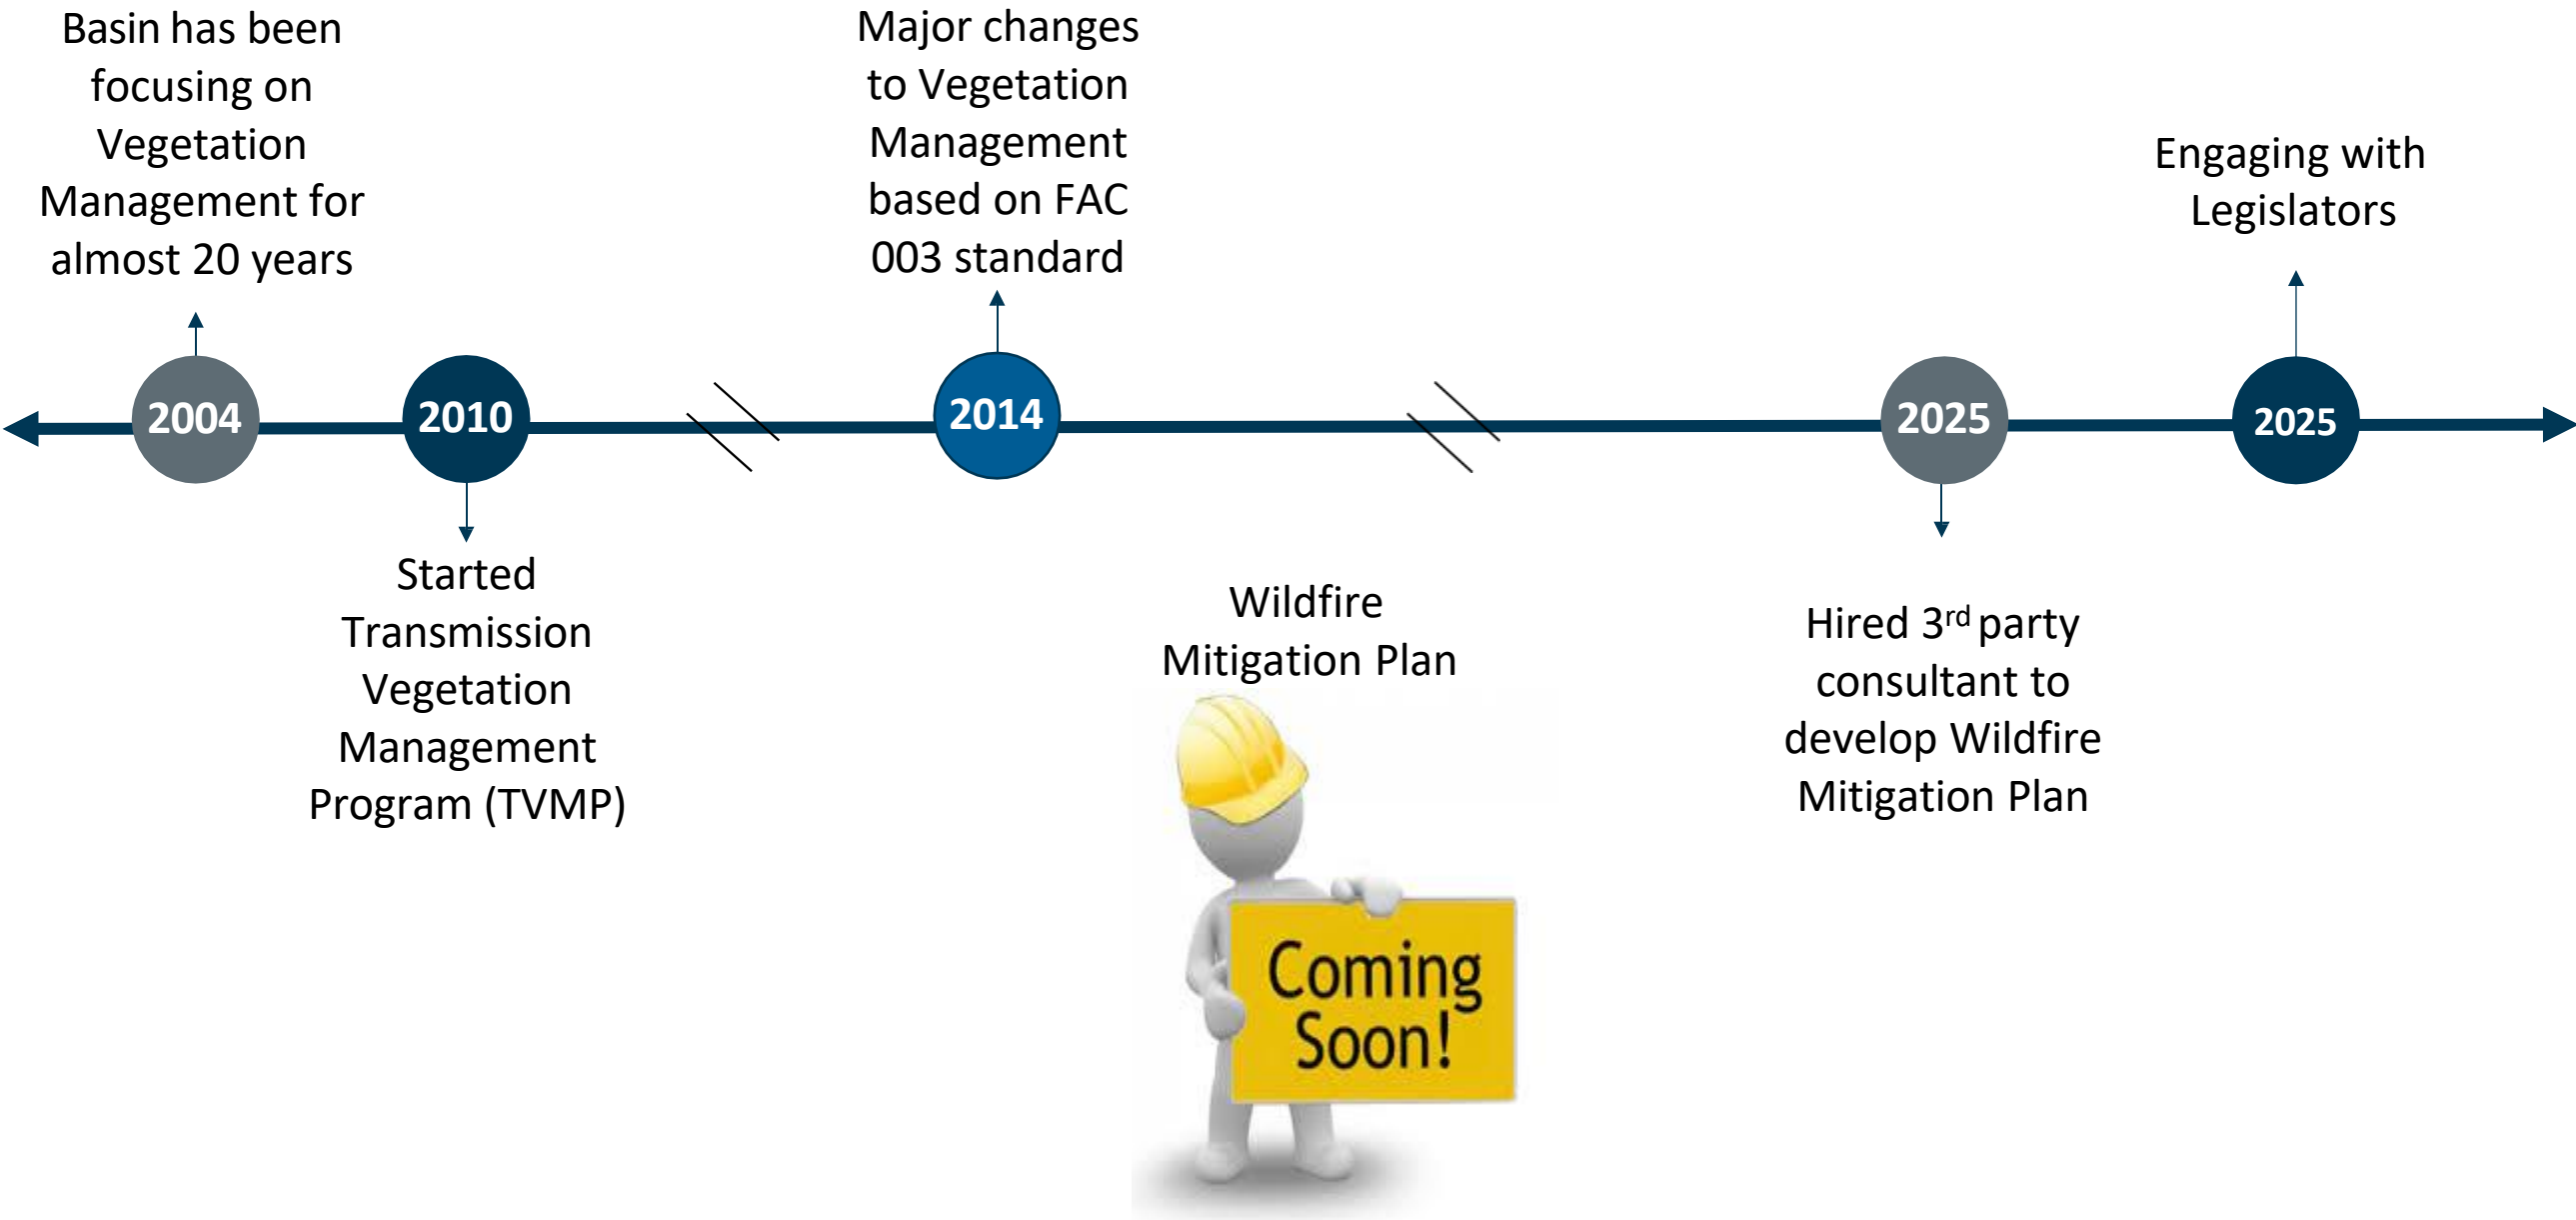 Basin has been
focusing on
Vegetation
Management for
almost 20 years
Major changes
to Vegetation
Management
based on FAC
003 standard
Engaging with
Legislators
2004
2010
2014
2025
2025
Started
Transmission
Vegetation
Management
Program (TVMP)
Wildfire
Mitigation Plan
Coming
Soon!
Hired 3rd party
consultant to
develop Wildfire
Mitigation Plan